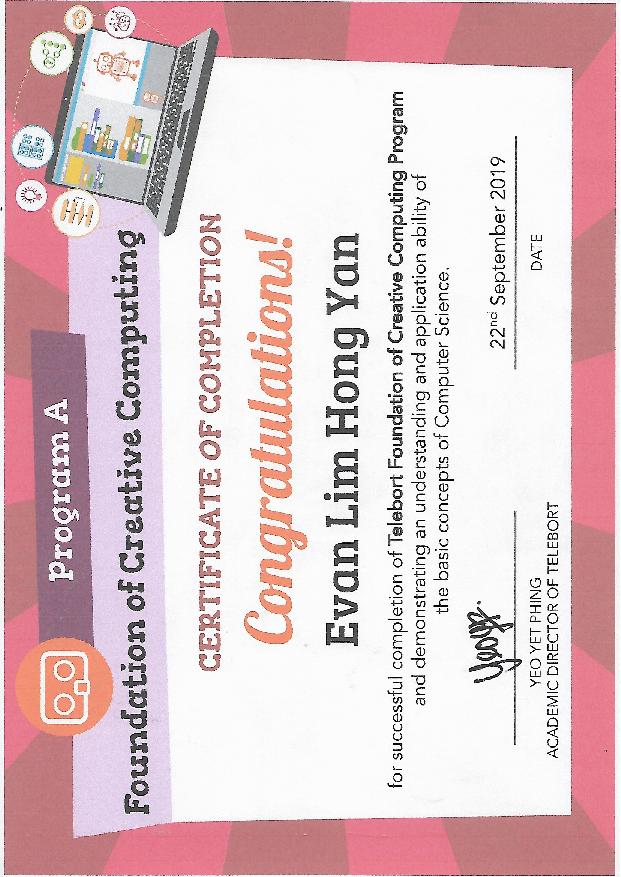 Program A
Foundation of Creative Computing
CERTIFICATE OF COMPLETION
Congratulations!
Evan Lim Hong Yan
for successful completion of Telebort Foundation of Creative Computing Program
and demonstrating an understanding and application ability of
the basic concepts of Computer Science.
Yeoyp.
22nd September 2019
YEO YET PHING
ACADEMIC DIRECTOR OF TELEBORT
DATE